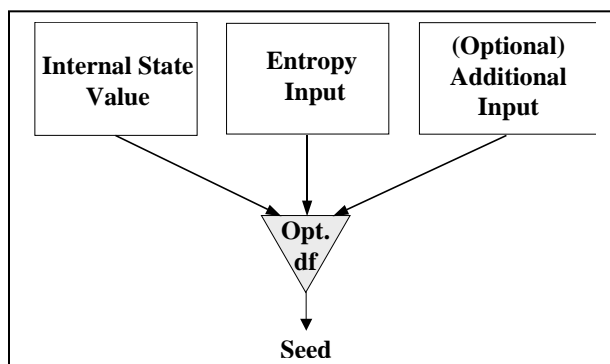 Internal State
Value
Entropy
Input
(Optional)
Additional
Input
Opt.
df
Seed